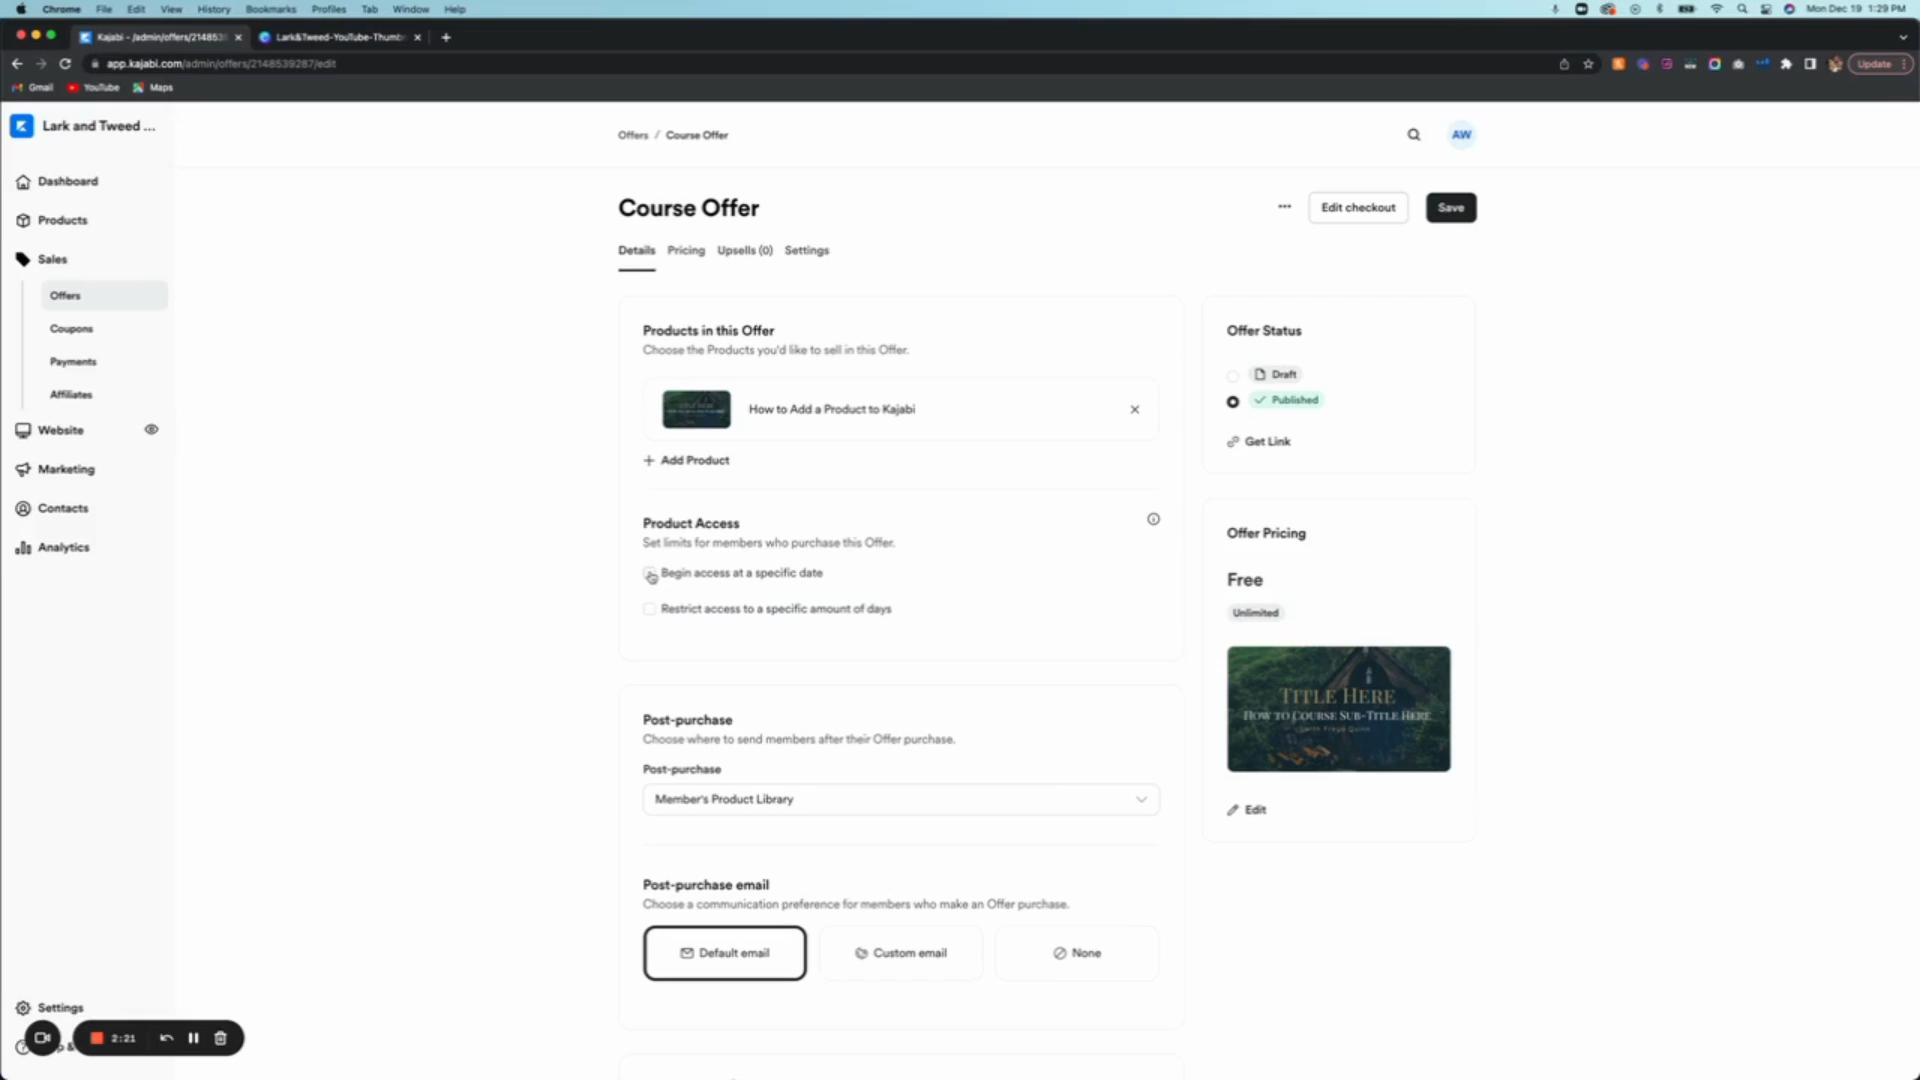 Chrome File Edit View History Bookmarks Profiles Tab Window Help
Mon Dec 19 1:29 PM
Kajabi - /admin/offers/214853
Lark&Tweed-YouTube-Thumb
app.kajabi.com/admin/offers/2148539287/edit
Update
Gmail YouTube Maps
Lark and Tweed ...
Offers / Course Offer
AW
Dashboard
Products
Sales
Offers
Coupons
Payments
Affiliates
Website
Marketing
Contacts
Analytics
Settings
2:21
Course Offer
Edit checkout
Save
Details Pricing Upsells (0) Settings
Products in this Offer
Choose the Products you'd like to sell in this Offer.
How to Add a Product to Kajabi
Add Product
Product Access
Set limits for members who purchase this Offer.
Begin access at a specific date
Restrict access to a specific amount of days
Post-purchase
Choose where to send members after their Offer purchase.
Post-purchase
Member's Product Library
Post-purchase email
Choose a communication preference for members who make an Offer purchase.
Default email
Custom email
None
Offer Status
Draft
Published
Get Link
Offer Pricing
Free
Unlimited
TITLE HERE
HOW TO COURSE SUB-TITLE HERE
Edit